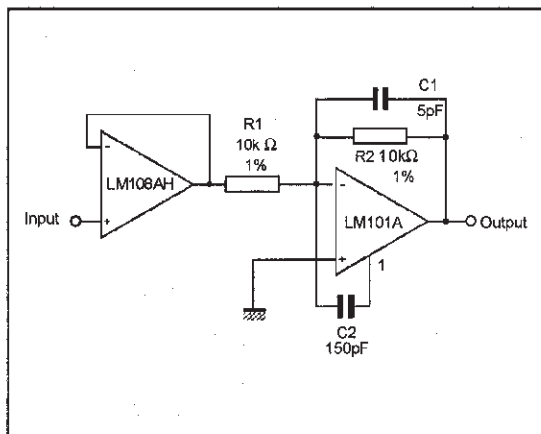 C1
5pF
R1
10k Ω
1%
R2 10kΩ
1%
-
LM108AH
+
Input
-
LM101A
+
Output
1
C2
150pF